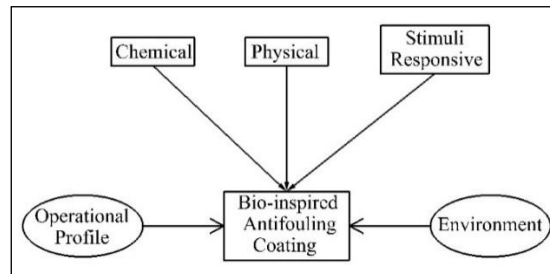 Chemical
Physical
Stimuli
Responsive
Operational
Profile
Bio-inspired
Antifouling
Coating
Environment